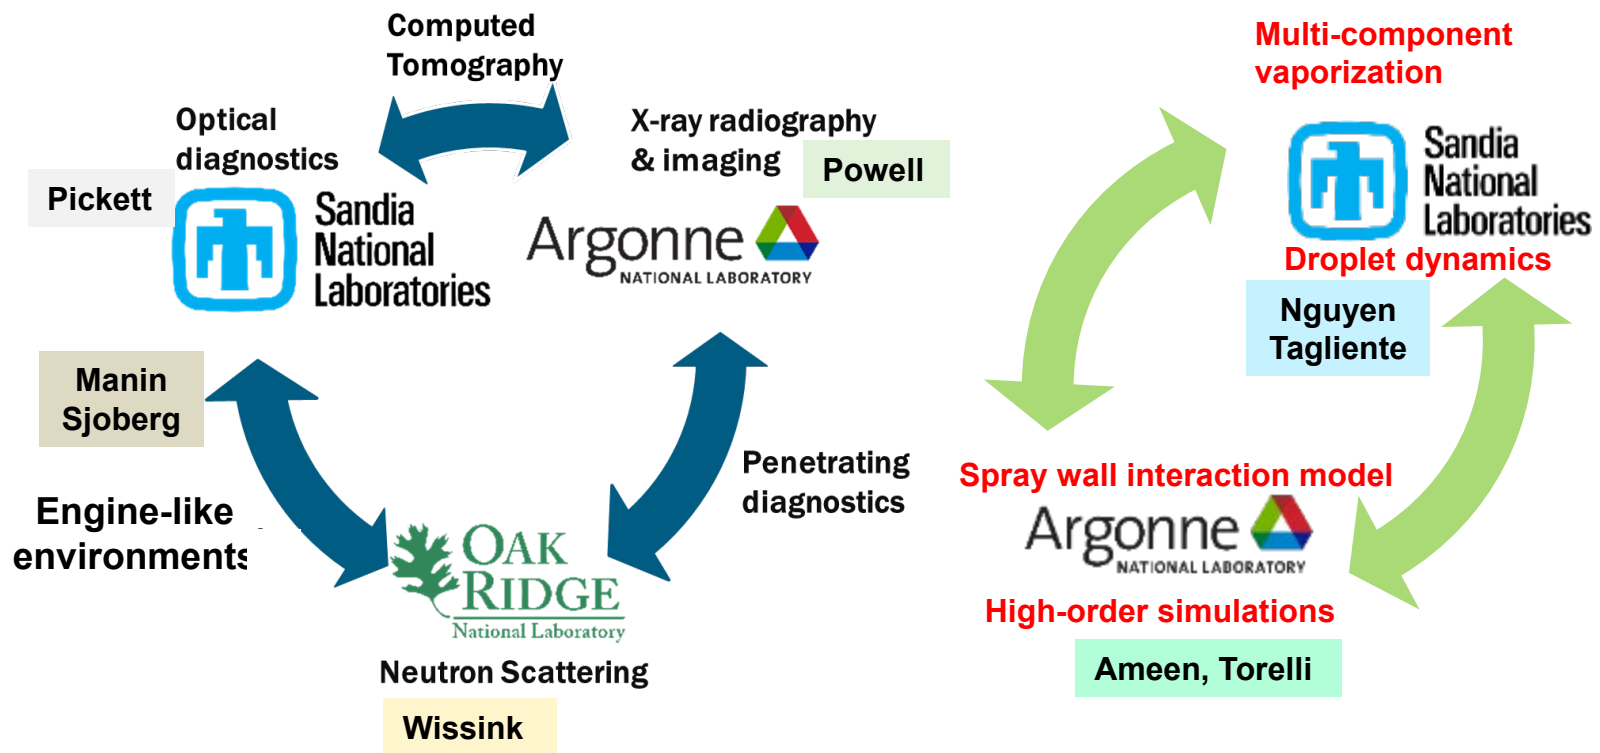 Computed
Tomography
Optical
diagnostics
Pickett
Sandia
National
Laboratories
X-ray radiography
& imaging
Powell
Argonne
NATIONAL LABORATORY
Manin
Sjoberg
Engine-like
environments
Penetrating
diagnostics
OAK
RIDGE
National Laboratory
Neutron Scattering
Wissink
Multi-component
vaporization
Sandia
National
Laboratories
Droplet dynamics
Nguyen
Tagliente
Spray wall interaction model
Argonne
NATIONAL LABORATORY
High-order simulations
Ameen, Torelli